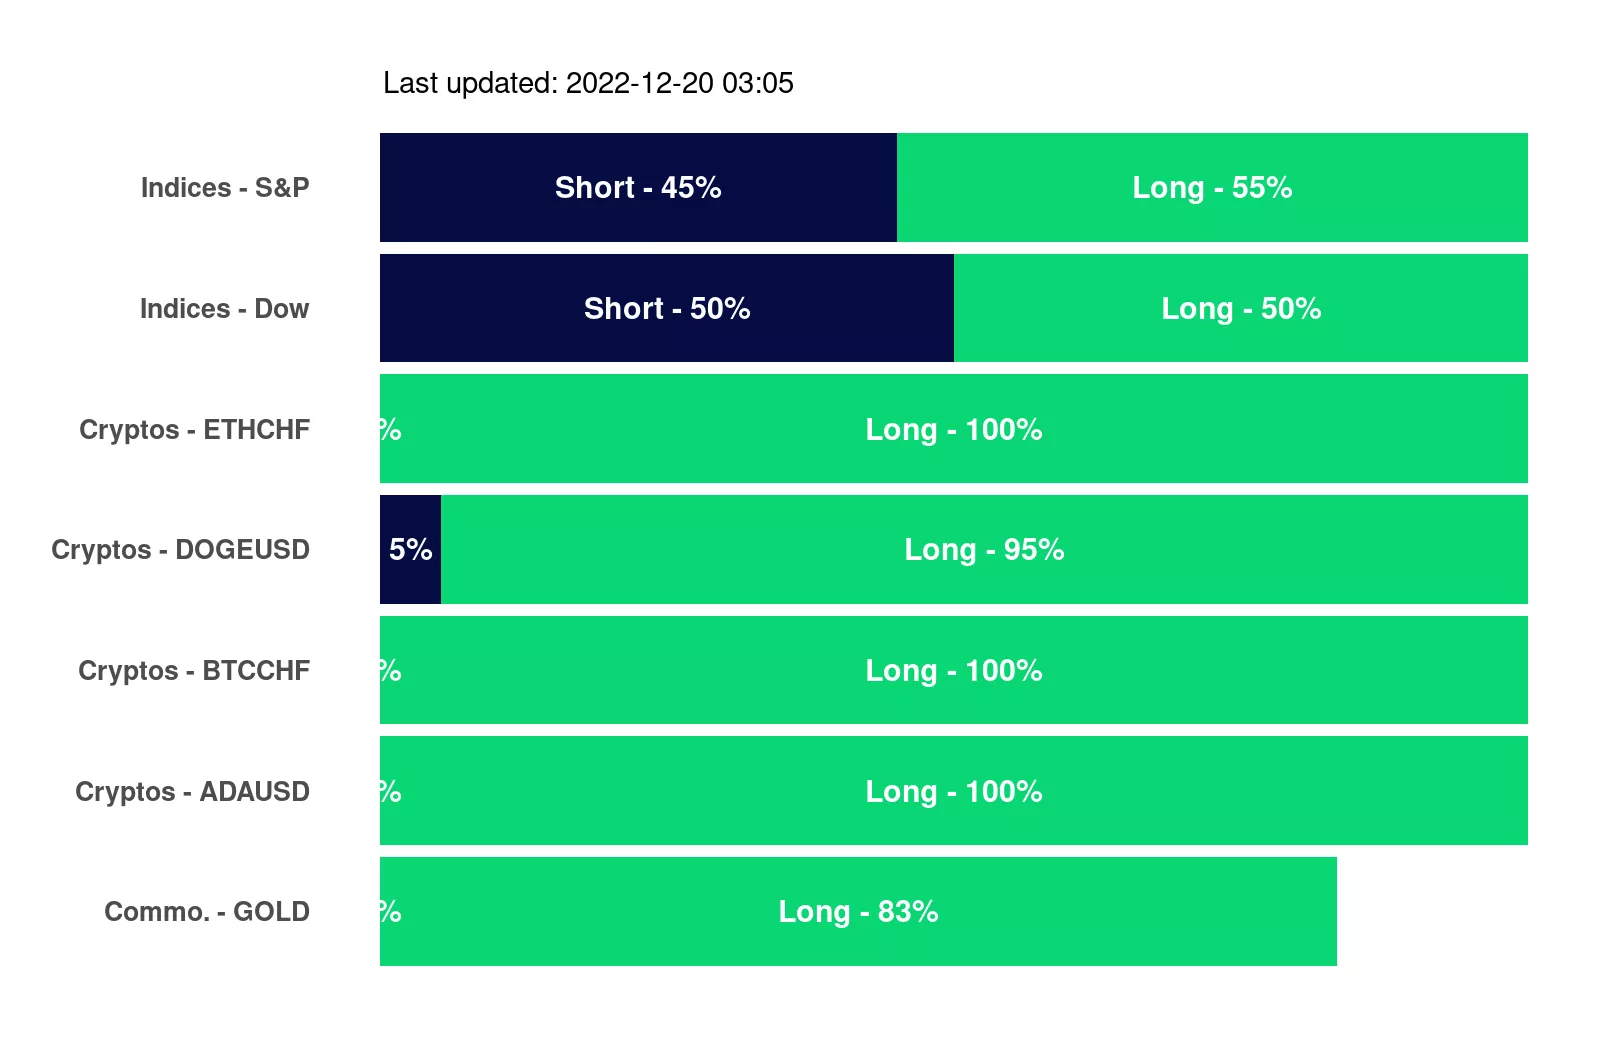 Last updated: 2022-12-20 03:05
Indices - S&P Short - 45% Long - 55%
Indices - Dow Short - 50% Long - 50%
Cryptos - ETHCHF % Long - 100%
Cryptos - DOGEUSD 5% Long - 95%
Cryptos - BTCCHF % Long - 100%
Cryptos - ADAUSD % Long - 100%
Commo. - GOLD % Long - 83%